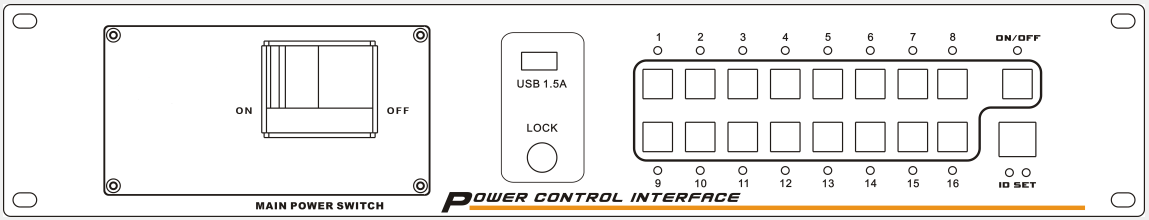 1 2 3 4 5 6 7 8 ON/OFF
USB 1.5A
ON OFF
LOCK
9 10 11 12 13 14 15 16 ID SET
MAIN POWER SWITCH
POWER CONTROL INTERFACE